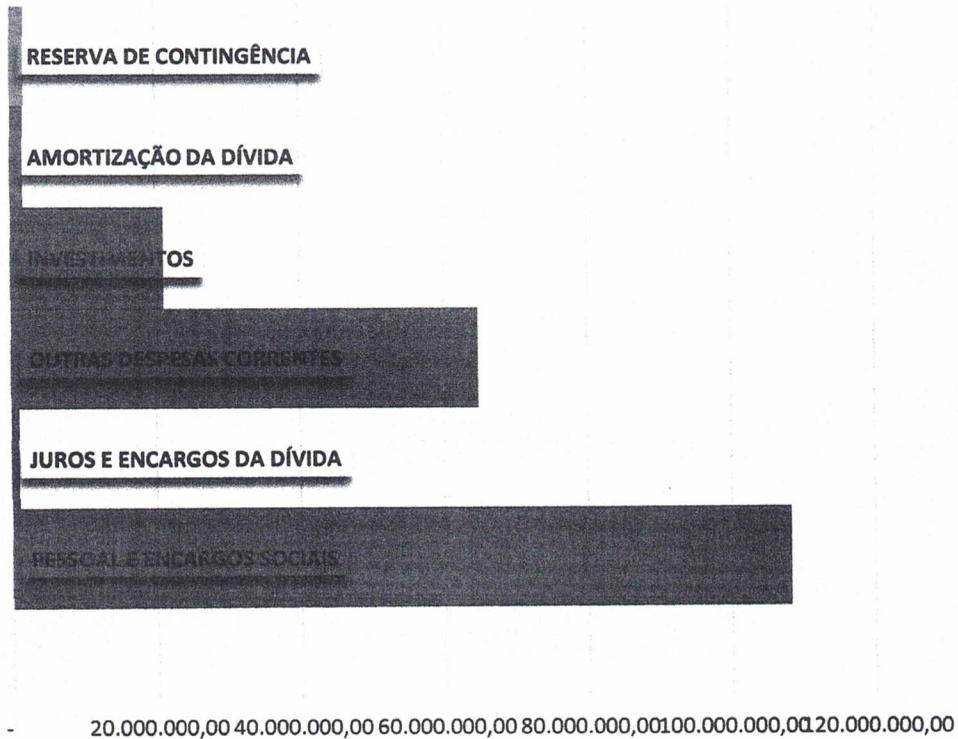 RESERVA DE CONTINGÊNCIA
AMORTIZAÇÃO DA DÍVIDA
INVESTIMENTOS
OUTRAS DESPESAS CORRENTES
JUROS E ENCARGOS DA DÍVIDA
PESSOAL E ENCARGOS SOCIAIS
- 20.000.000,00 40.000.000,00 60.000.000,00 80.000.000,00 100.000.000,00 120.000.000,00